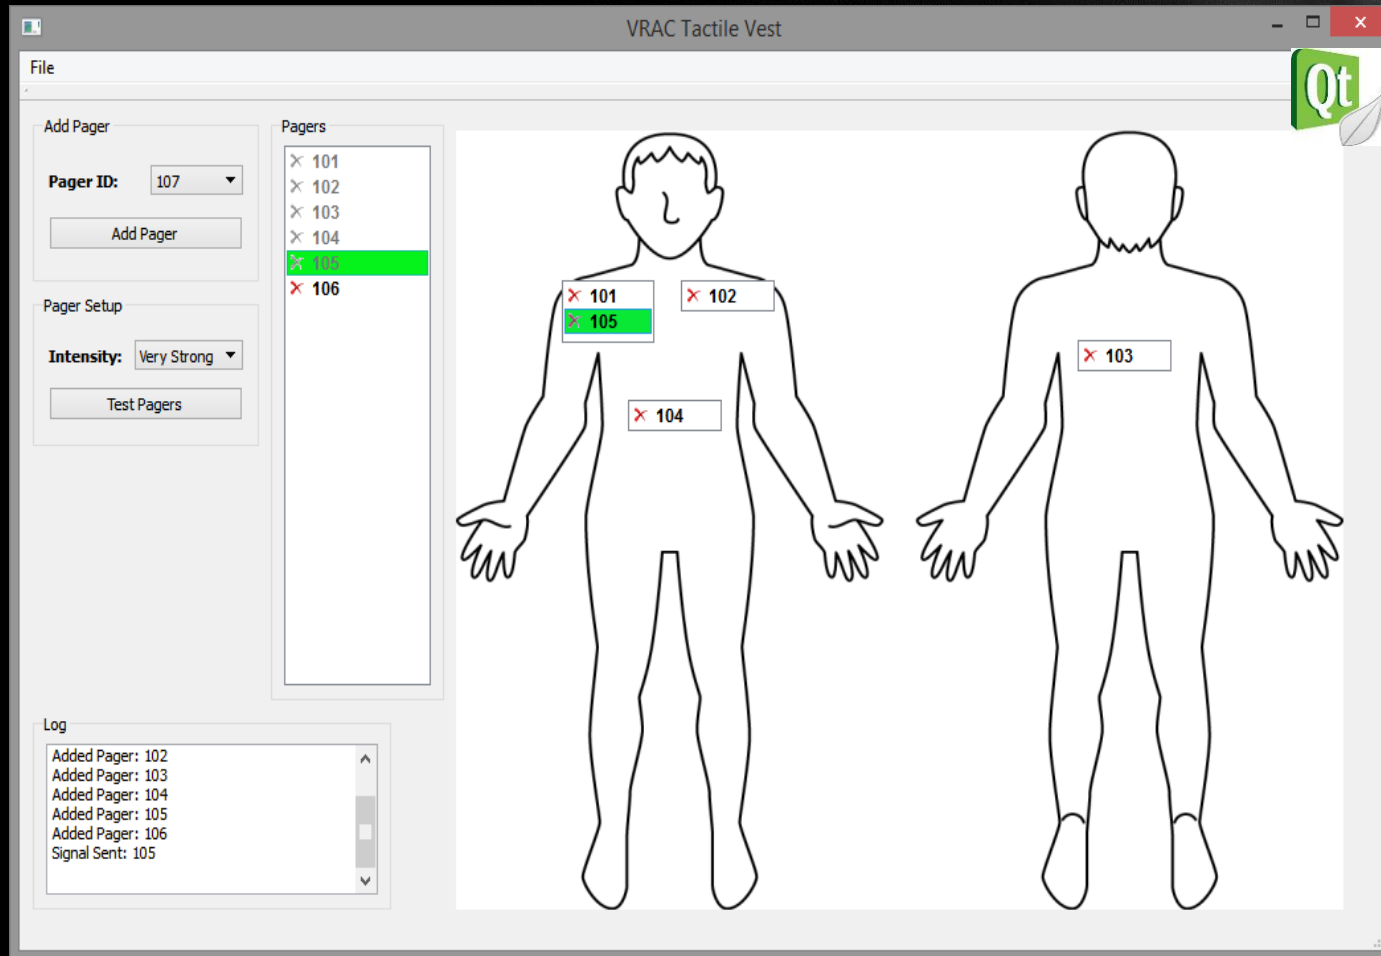 VRAC Tactile Vest
File
Qt
Add Pager
Pager ID:
107
Add Pager
Pager Setup
Intensity:
Very Strong
Test Pagers
Pagers
101
102
103
104
105
106
101
105
102
104
103
Log
Added Pager: 102
Added Pager: 103
Added Pager: 104
Added Pager: 105
Added Pager: 106
Signal Sent: 105